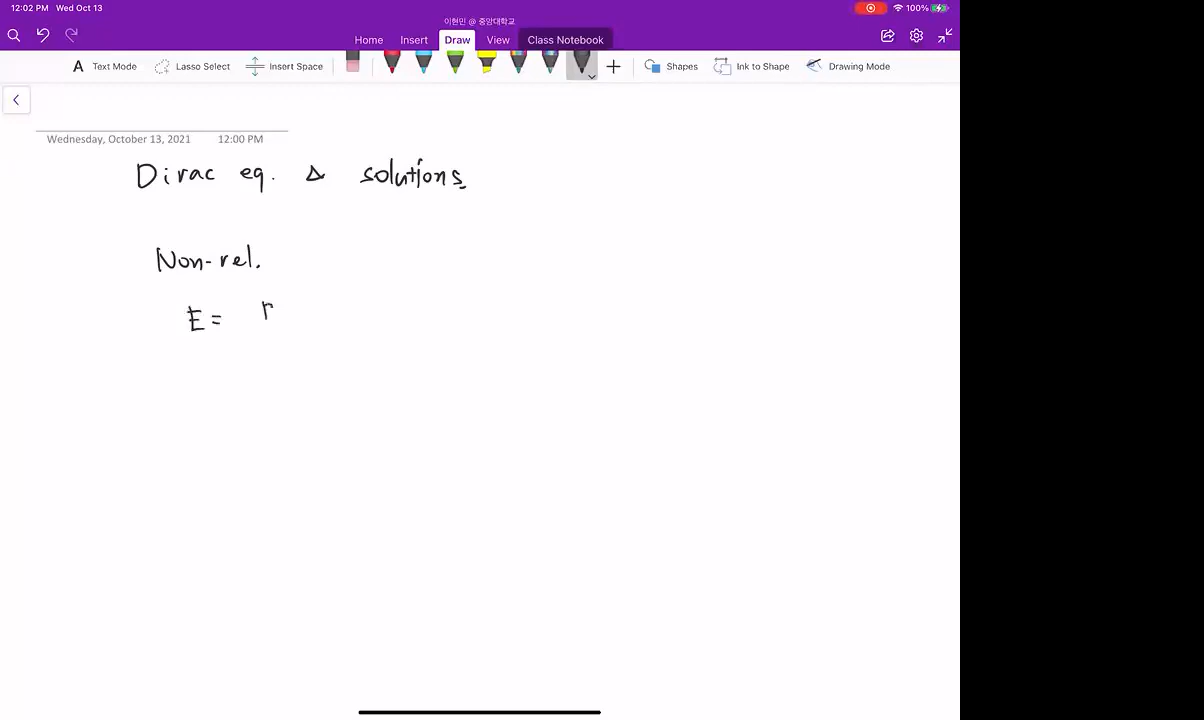 12:02 PM Wed Oct 13
100%
이현민 @ 중앙대학교
Home Insert Draw View Class Notebook
A Text Mode Lasso Select Insert Space Shapes Ink to Shape Drawing Mode
Wednesday, October 13, 2021 12:00 PM
Dirac eq. & solutions
Non-rel.
E =